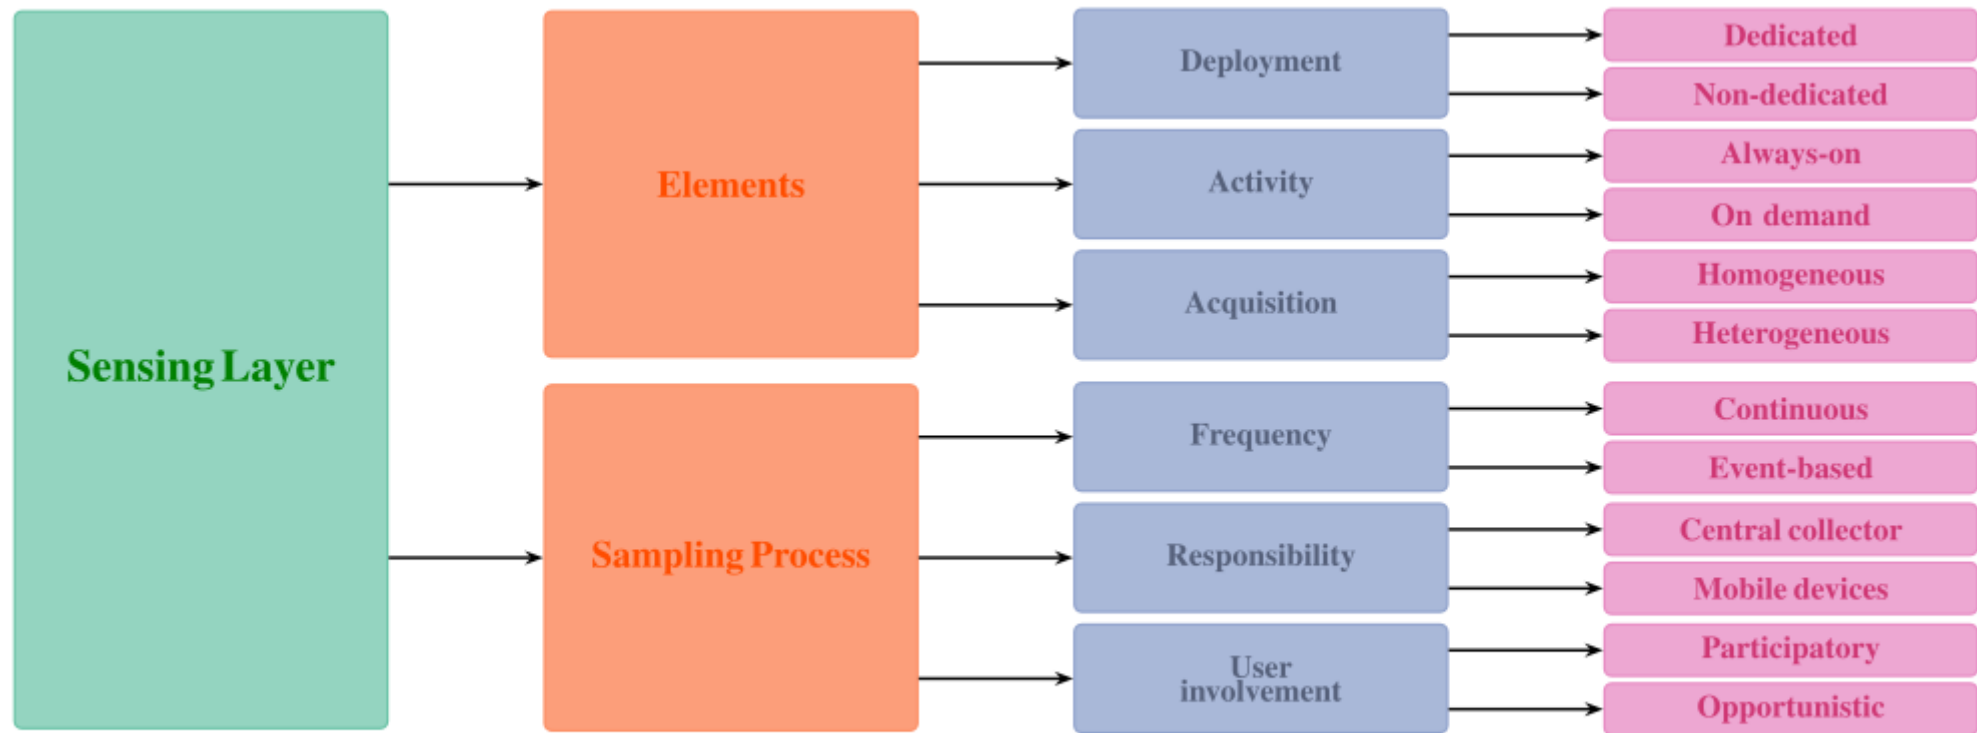 Sensing Layer
Elements
Deployment
Dedicated
Non-dedicated
Activity
Always-on
On demand
Acquisition
Homogeneous
Heterogeneous
Sampling Process
Frequency
Continuous
Event-based
Responsibility
Central collector
Mobile devices
User
involvement
Participatory
Opportunistic